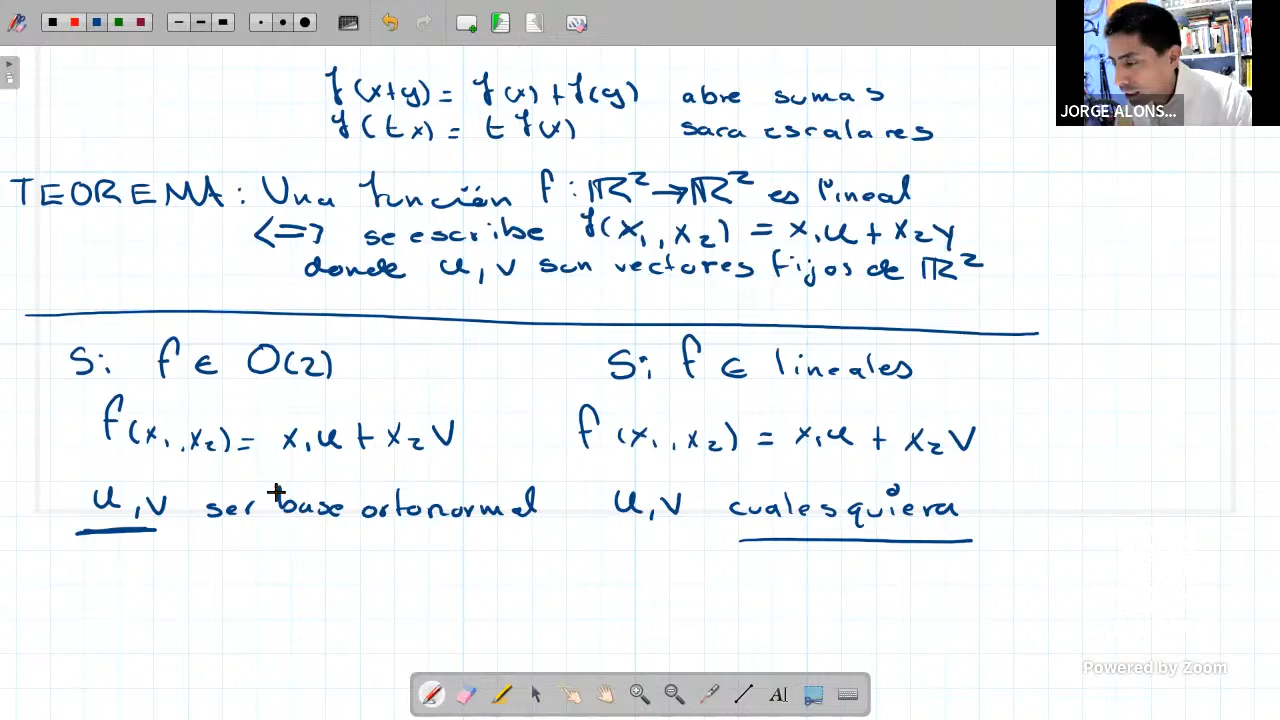 JORGE ALONS...
f(x+y) = f(x) + f(y) abre sumas
f(tx) = t f(x) saca escalares
TEOREMA: Una función f: ℝ² → ℝ² es lineal
<=> se escribe f(x₁, x₂) = x₁u + x₂v
donde u, v son vectores fijos de ℝ²
Si f ∈ O(2)
f(x₁, x₂) = x₁u + x₂v
u, v ser base ortonormal
Si f ∈ lineales
f(x₁, x₂) = x₁u + x₂v
u, v cualesquiera
Powered by Zoom
A